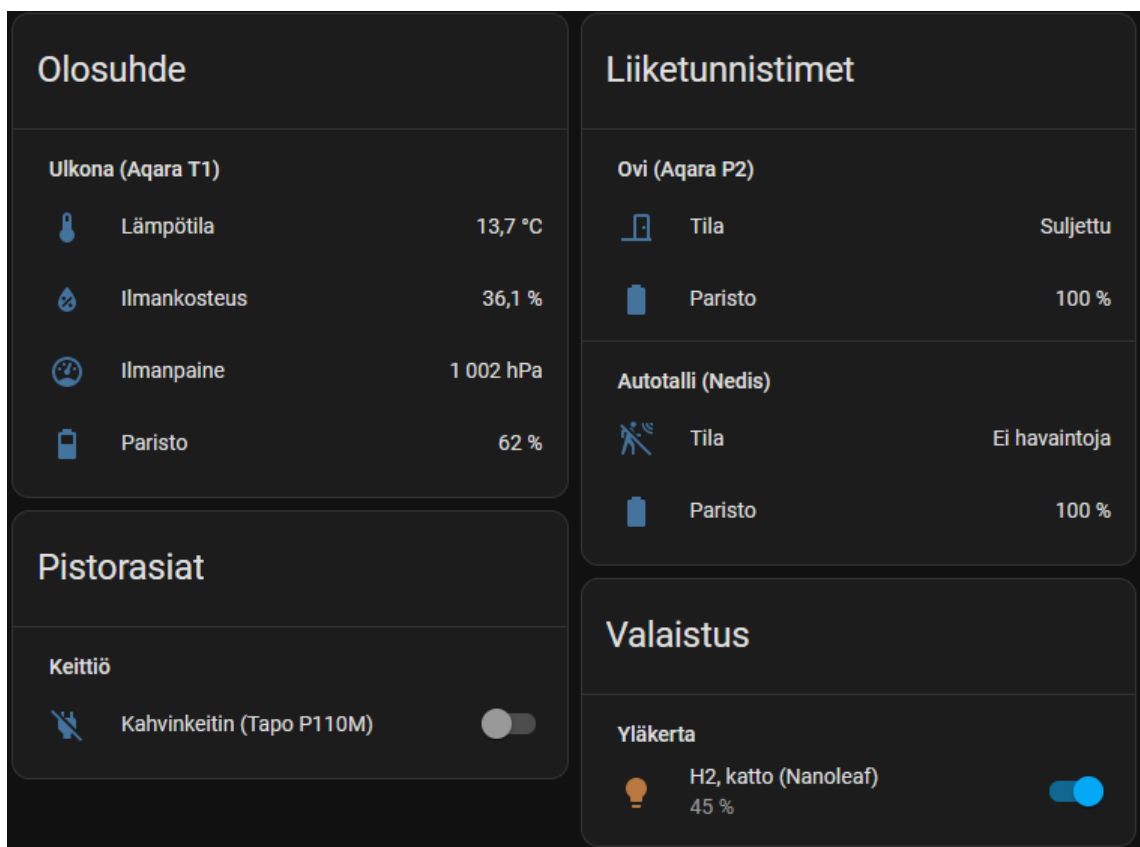 Olosuhde
Ulkona (Aqara T1)
Lämpötila 13,7 °C
Ilmankosteus 36,1 %
Ilmanpaine 1 002 hPa
Paristo 62 %
Pistorasiat
Keittiö
Kahvinkeitin (Tapo P110M)
Liiketunnistimet
Ovi (Aqara P2)
Tila Suljettu
Paristo 100 %
Autotalli (Nedis)
Tila Ei havaintoja
Paristo 100 %
Valaistus
Yläkerta
H2, katto (Nanoleaf)
45 %